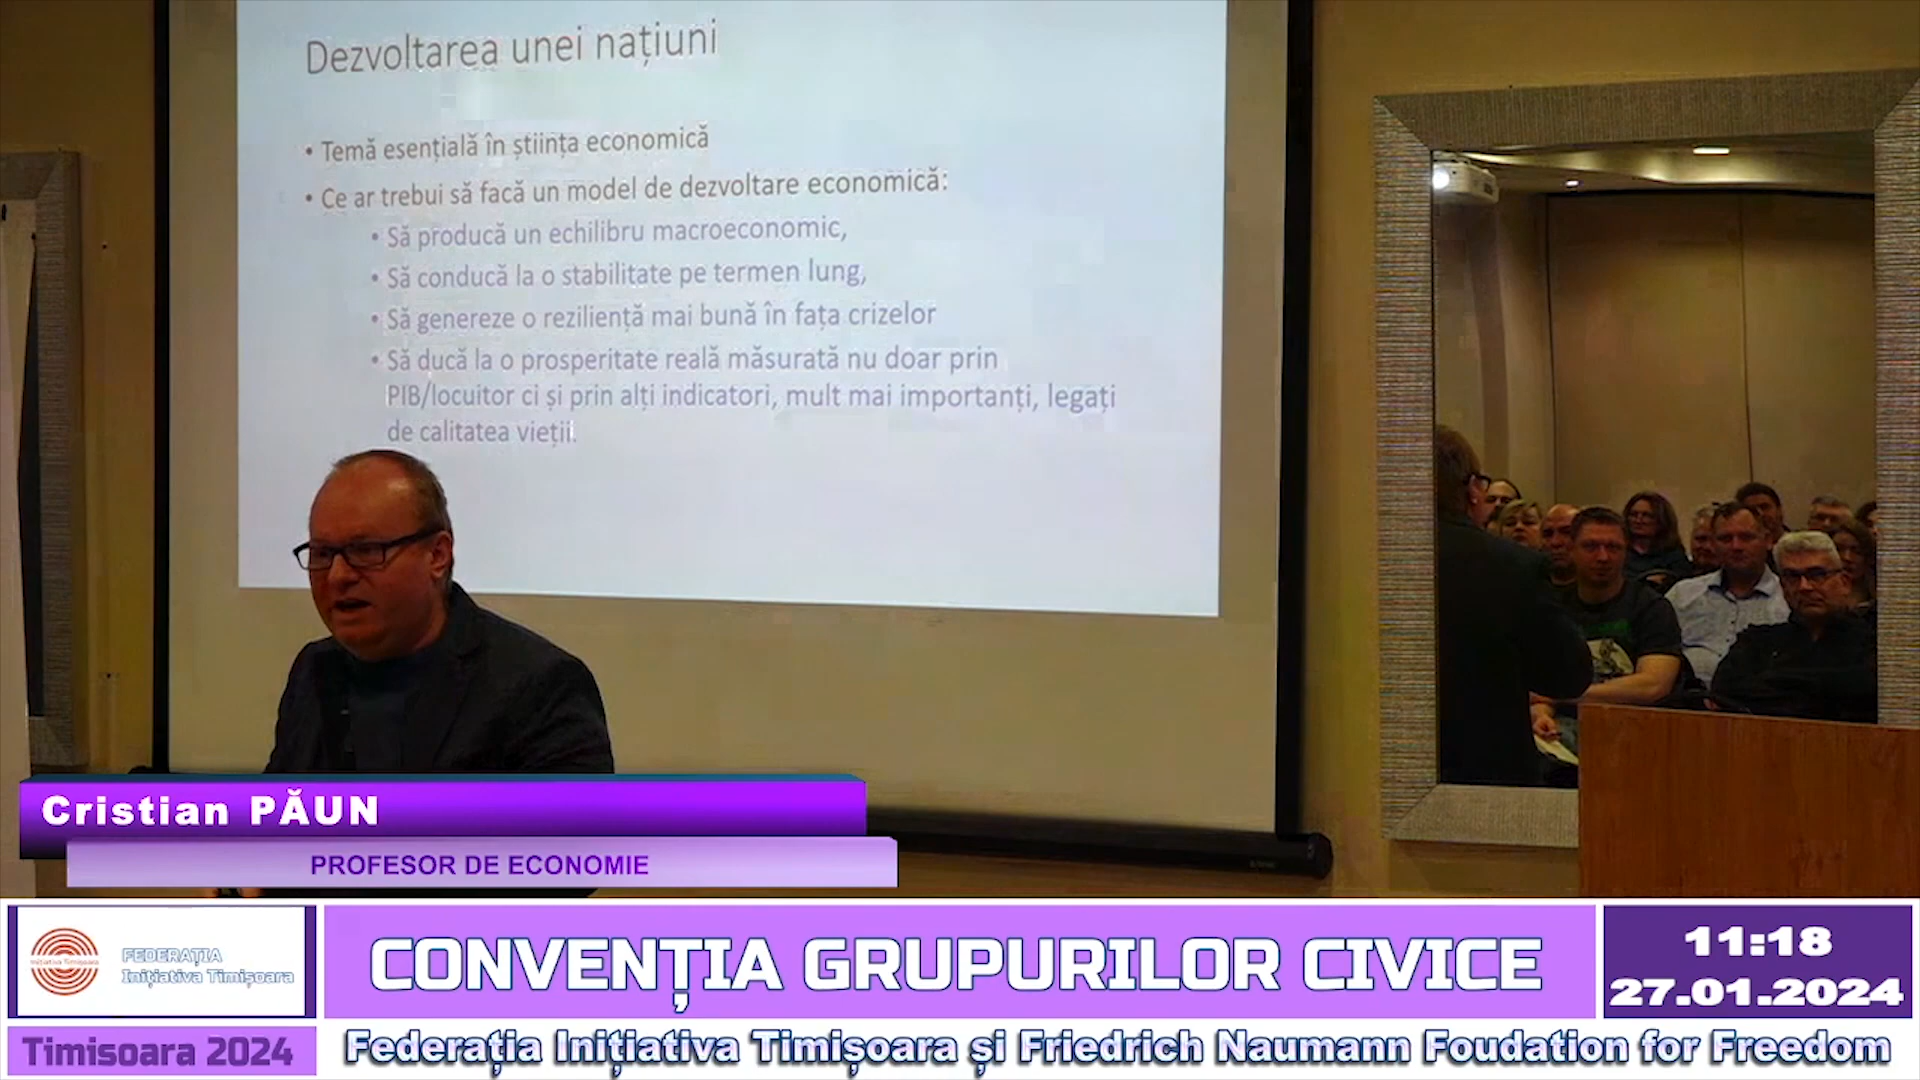 Dezvoltarea unei națiuni
• Temă esențială în știința economică
• Ce ar trebui să facă un model de dezvoltare economică:
• Să producă un echilibru macroeconomic,
• Să conducă la o stabilitate pe termen lung,
• Să genereze o reziliență mai bună în fața crizelor
• Să ducă la o prosperitate reală măsurată nu doar prin
PIB/locuitor ci și prin alți indicatori, mult mai importanți, legați
de calitatea vieții.
Cristian PĂUN
PROFESOR DE ECONOMIE
Inițiativa Timișoara
FEDERAȚIA
Inițiativa Timișoara
CONVENȚIA GRUPURILOR CIVICE
11:18
27.01.2024
Timisoara 2024
Federația Inițiativa Timișoara și Friedrich Naumann Foudation for Freedom